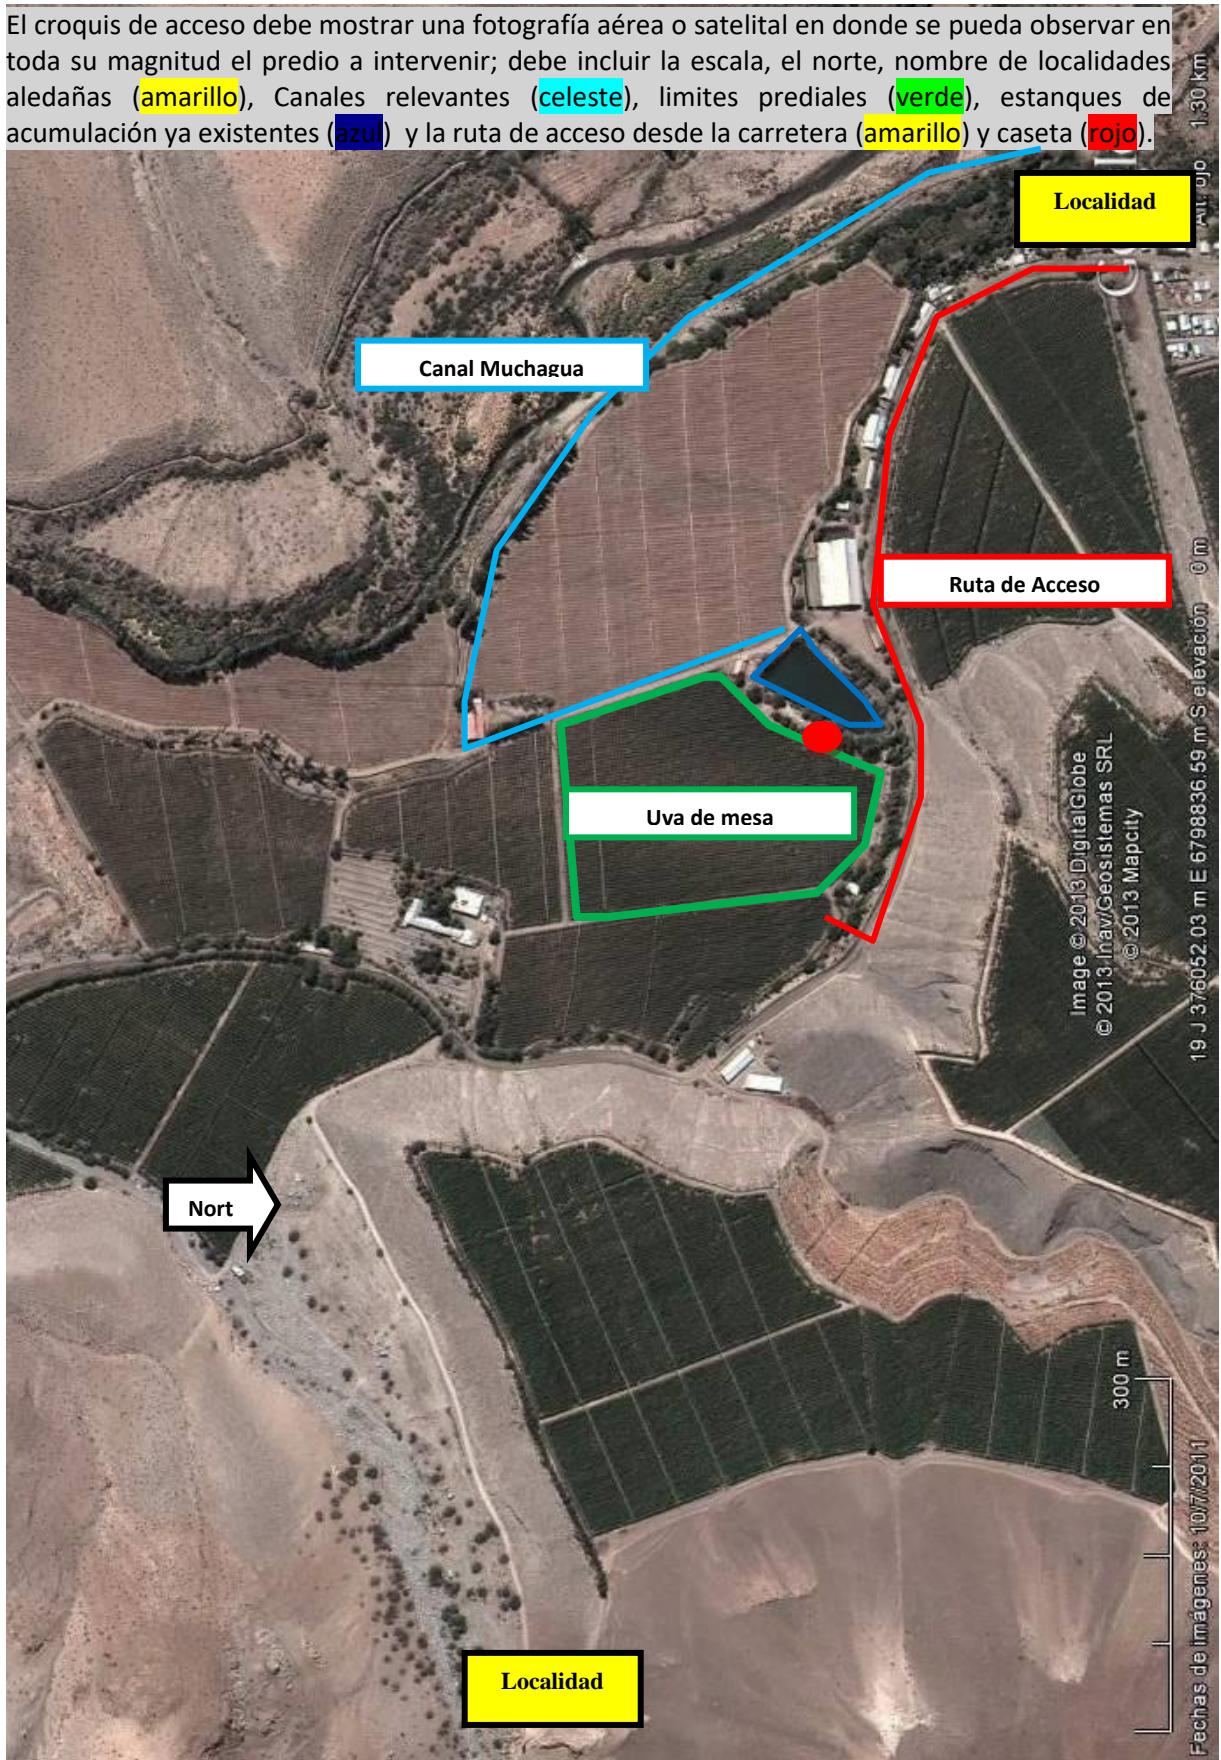 El croquis de acceso debe mostrar una fotografía aérea o satelital en donde se pueda observar en
toda su magnitud el predio a intervenir; debe incluir la escala, el norte, nombre de localidades
aledañas (amarillo), Canales relevantes (celeste), limites prediales (verde), estanques de
acumulación ya existentes (azul) y la ruta de acceso desde la carretera (amarillo) y caseta (rojo).
Localidad
Canal Muchagua
Ruta de Acceso
Uva de mesa
Nort
Localidad
Image © 2013 DigitalGlobe
© 2013 Inav/Geosistemas SRL
© 2013 Mapcity
300 m
Fechas de imágenes: 10/7/2011
19 J 376052.03 m E 6798836.59 m S elevación 0 m
ojo 1.30 km